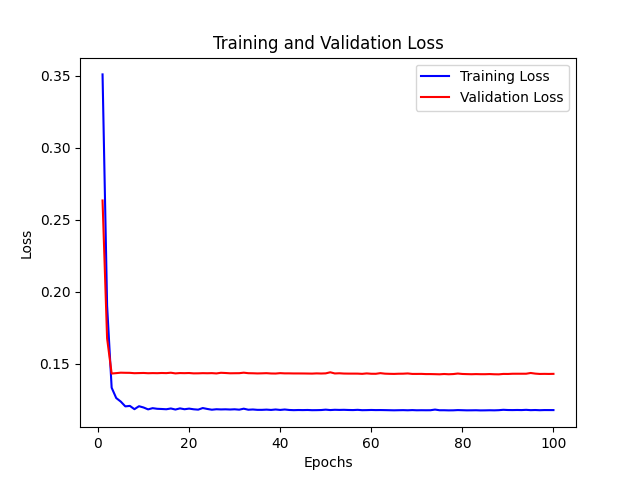 Training and Validation Loss
Training Loss
Validation Loss
0.35
0.30
0.25
0.20
0.15
Loss
0 20 40 60 80 100
Epochs